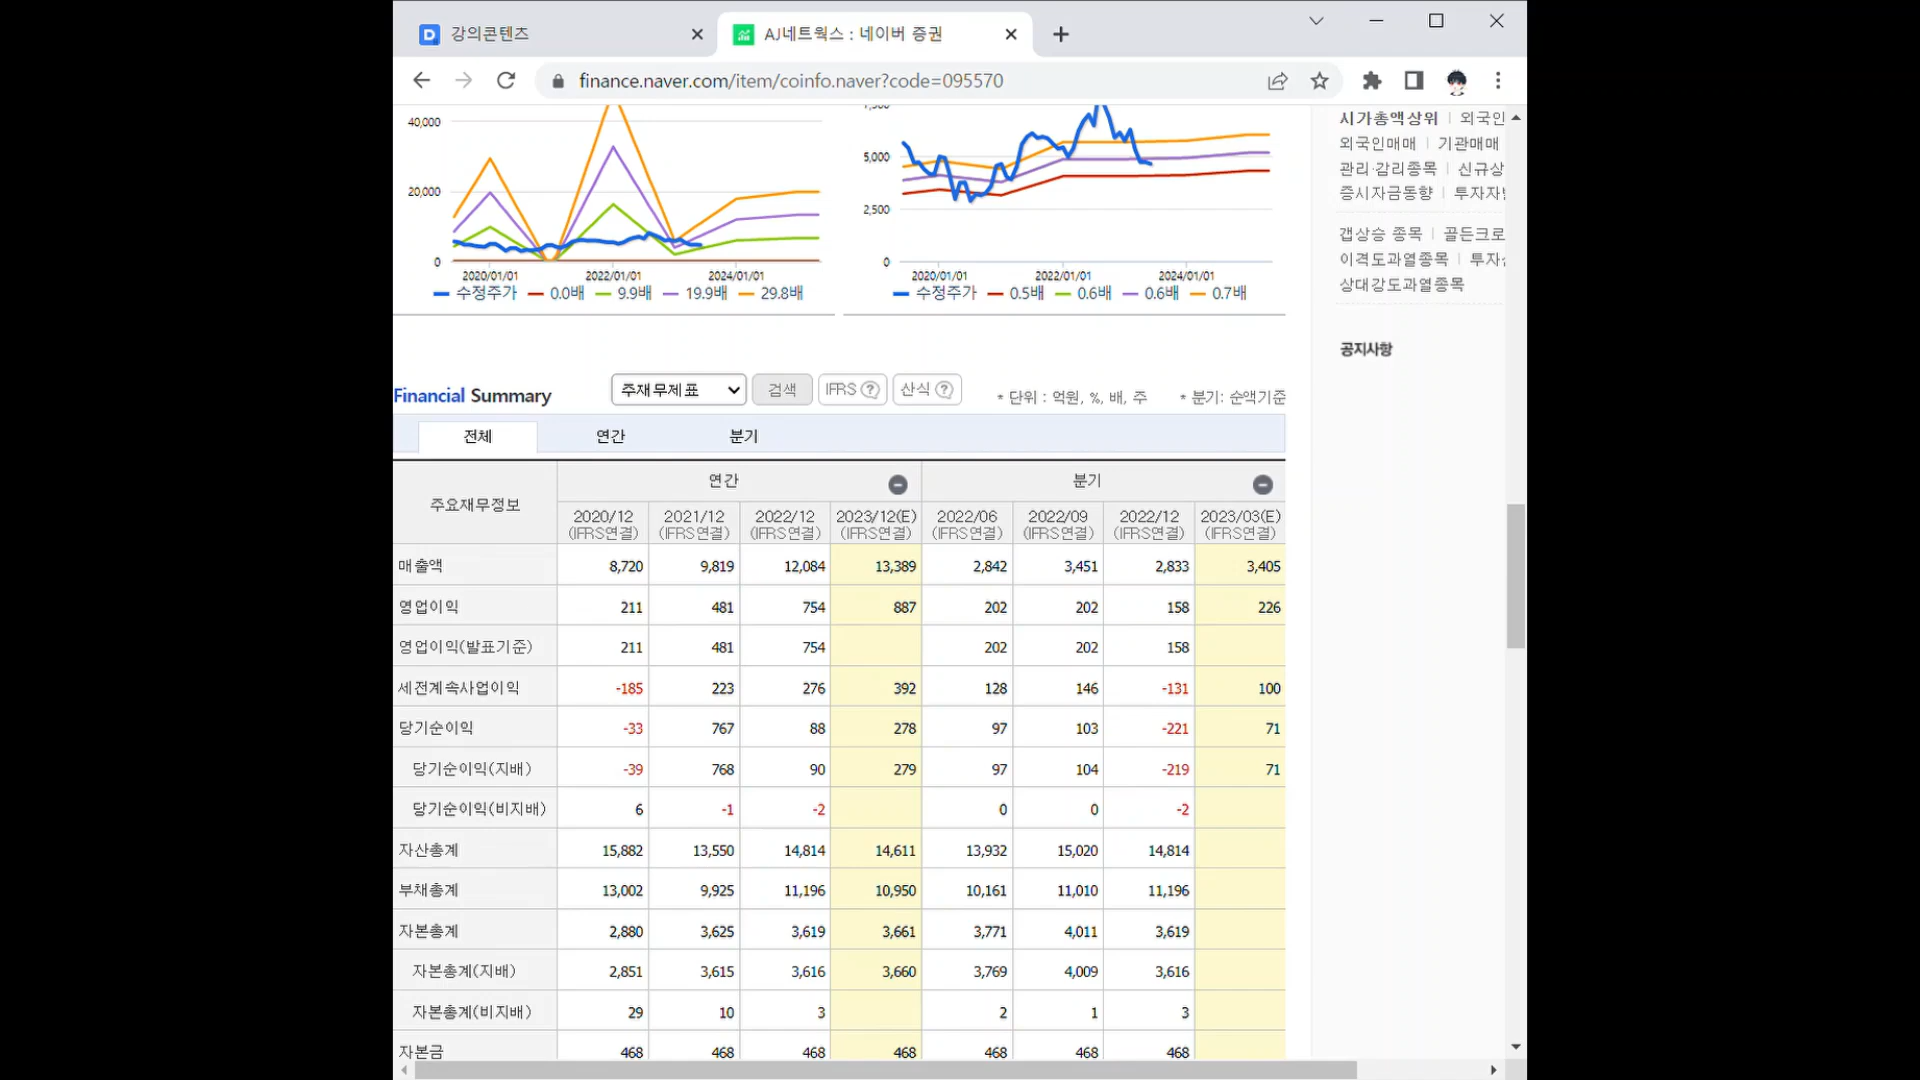 강의콘텐츠
AJ네트웍스 : 네이버 증권
finance.naver.com/item/coinfo.naver?code=095570
40,000
20,000
0
2020/01/01 2022/01/01 2024/01/01
수정주가 0.0배 9.9배 19.9배 29.8배
5,000
2,500
0
2020/01/01 2022/01/01 2024/01/01
수정주가 0.5배 0.6배 0.6배 0.7배
시가총액상위 외국인
외국인매매 기관매매
관리·감리종목 신규상
증시자금동향
갭상승 종목 골든크로
이격도과열종목
상대강도과열종목
공지사항
Financial Summary
주재무제표 검색 IFRS ? 산식 ?
* 단위 : 억원, %, 배, 주 * 분기: 순액기준
전체 연간 분기
주요재무정보 연간 분기
2020/12 2021/12 2022/12 2023/12(E) 2022/06 2022/09 2022/12 2023/03(E)
(IFRS연결) (IFRS연결) (IFRS연결) (IFRS연결) (IFRS연결) (IFRS연결) (IFRS연결) (IFRS연결)
매출액 8,720 9,819 12,084 13,389 2,842 3,451 2,833 3,405
영업이익 211 481 754 887 202 202 158 226
영업이익(발표기준) 211 481 754 202 202 158
세전계속사업이익 -185 223 276 392 128 146 -131 100
당기순이익 -33 767 88 278 97 103 -221 71
당기순이익(지배) -39 768 90 279 97 104 -219 71
당기순이익(비지배) 6 -1 -2 0 0 -2
자산총계 15,882 13,550 14,814 14,611 13,932 15,020 14,814
부채총계 13,002 9,925 11,196 10,950 10,161 11,010 11,196
자본총계 2,880 3,625 3,619 3,661 3,771 4,011 3,619
자본총계(지배) 2,851 3,615 3,616 3,660 3,769 4,009 3,616
자본총계(비지배) 29 10 3 2 1 3
자본금 468 468 468 468 468 468 468